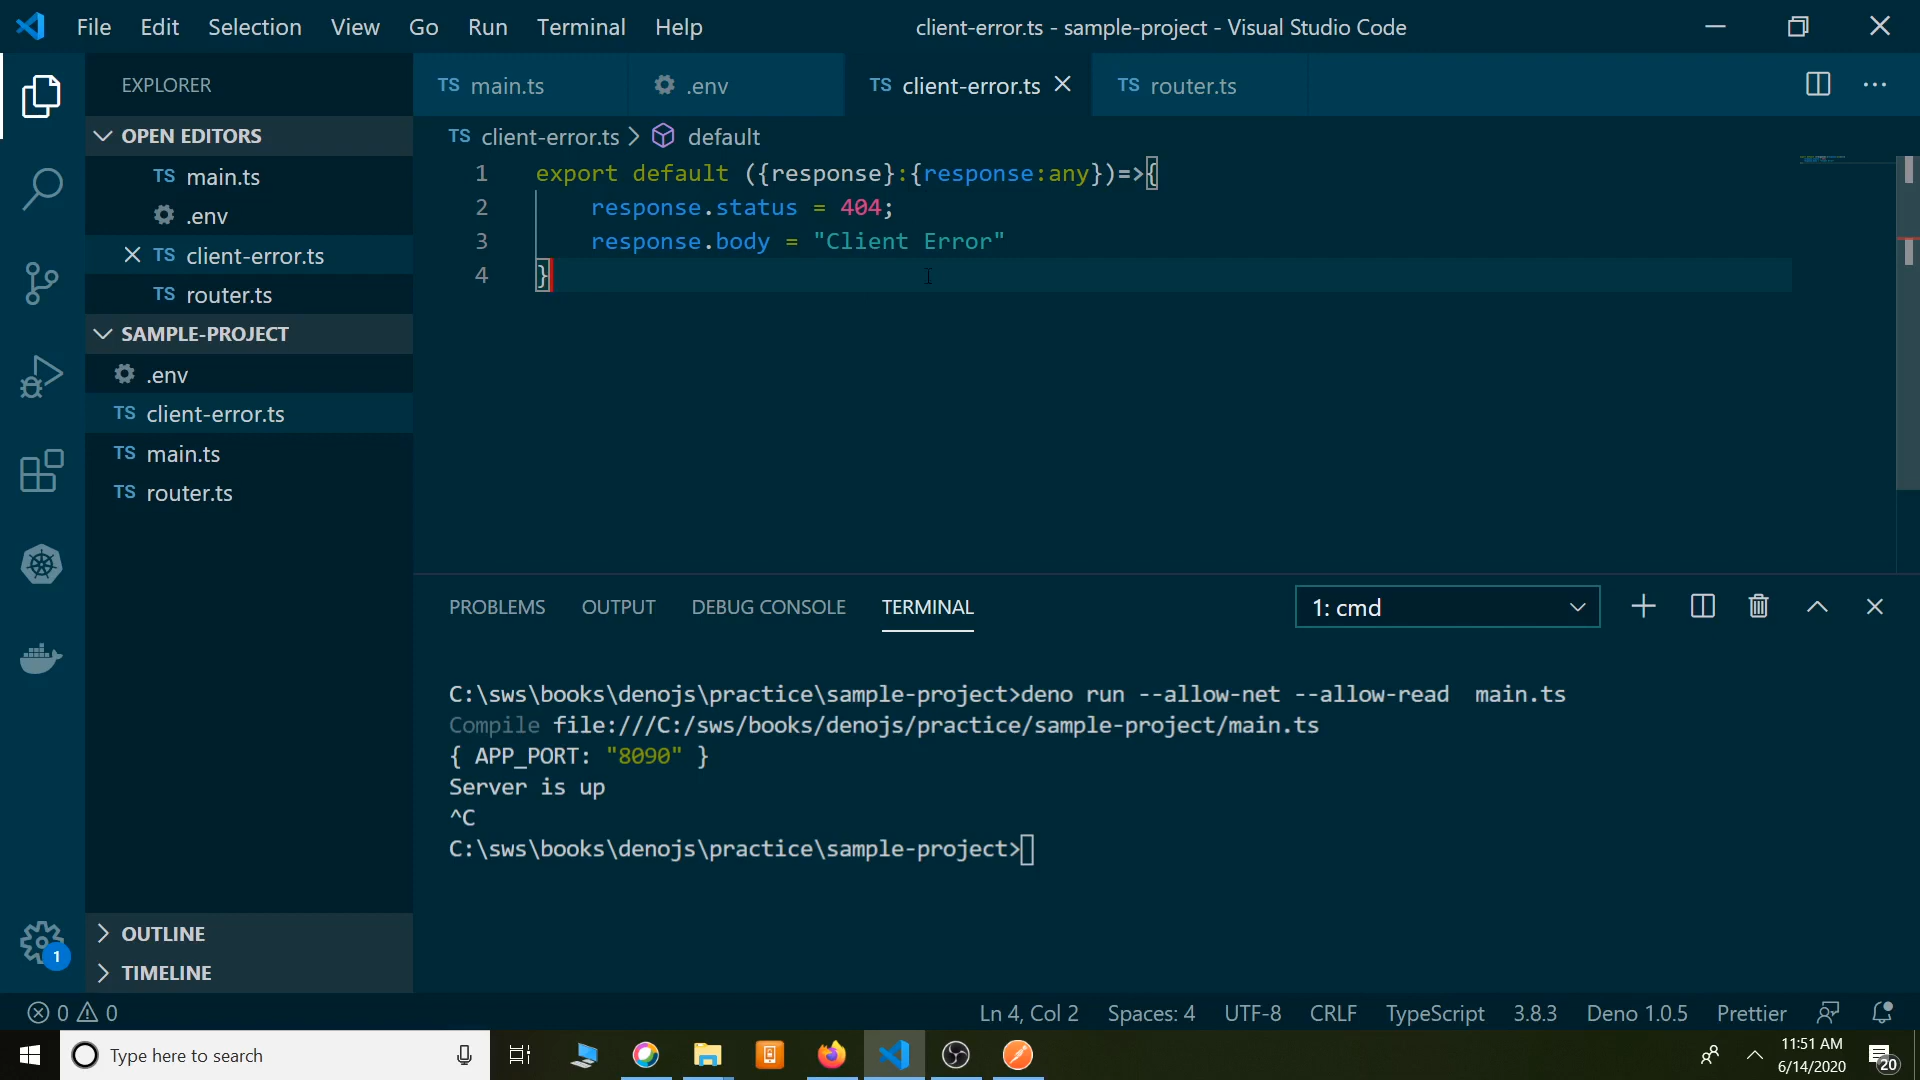 File Edit Selection View Go Run Terminal Help
client-error.ts - sample-project - Visual Studio Code
EXPLORER
OPEN EDITORS
TS main.ts
.env
TS client-error.ts
TS router.ts
SAMPLE-PROJECT
.env
TS client-error.ts
TS main.ts
TS router.ts
OUTLINE
TIMELINE
TS main.ts
.env
TS client-error.ts
TS router.ts
TS client-error.ts > default
1 export default ({response}:{response:any})=>{
2 response.status = 404;
3 response.body = "Client Error"
4 }
PROBLEMS OUTPUT DEBUG CONSOLE TERMINAL
1: cmd
C:\sws\books\denojs\practice\sample-project>deno run --allow-net --allow-read  main.ts
Compile file:///C:/sws/books/denojs/practice/sample-project/main.ts
{ APP_PORT: "8090" }
Server is up
^C
C:\sws\books\denojs\practice\sample-project>
1
0 0
Ln 4, Col 2 Spaces: 4 UTF-8 CRLF TypeScript 3.8.3 Deno 1.0.5 Prettier
Type here to search
11:51 AM
6/14/2020
20